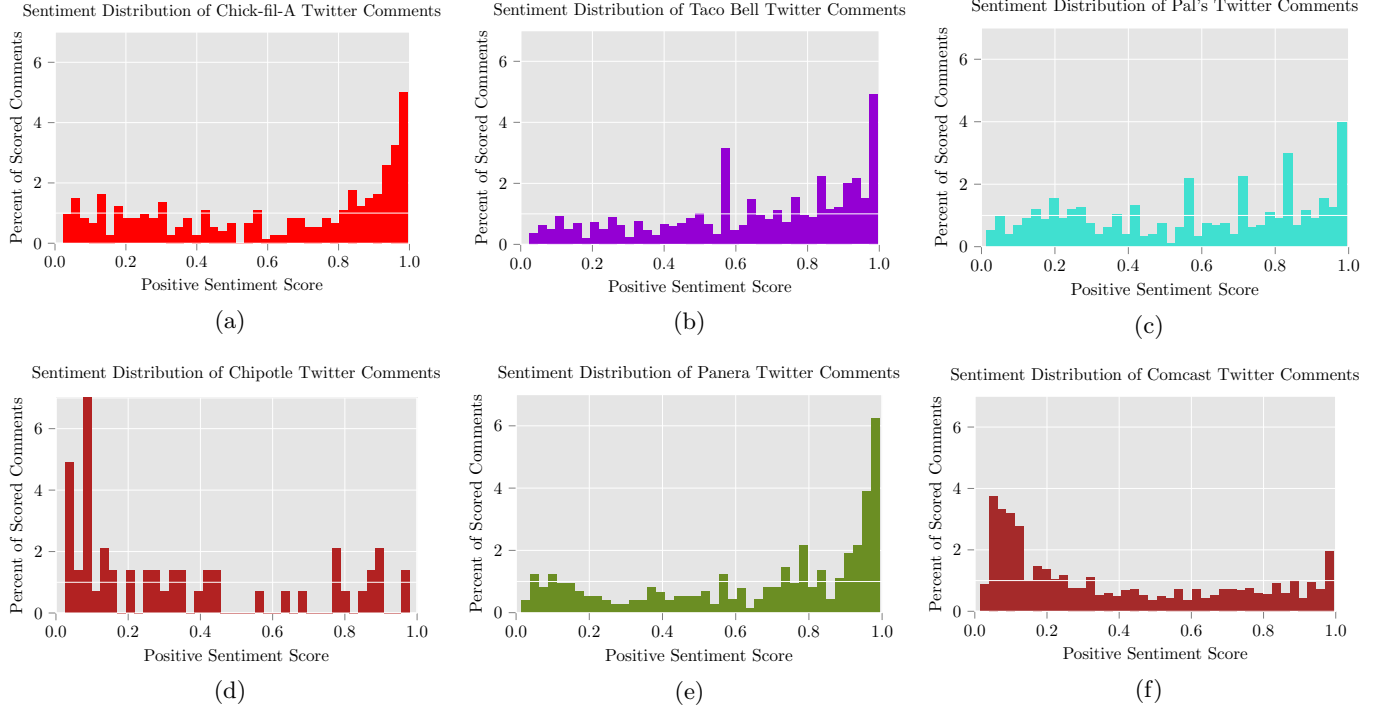 Sentiment Distribution of Chick-fil-A Twitter Comments
Percent of Scored Comments
6
4
2
0
0.0 0.2 0.4 0.6 0.8 1.0
Positive Sentiment Score
(a)
Sentiment Distribution of Taco Bell Twitter Comments
Percent of Scored Comments
6
4
2
0
0.0 0.2 0.4 0.6 0.8 1.0
Positive Sentiment Score
(b)
Sentiment Distribution of Pal's Twitter Comments
Percent of Scored Comments
6
4
2
0
0.0 0.2 0.4 0.6 0.8 1.0
Positive Sentiment Score
(c)
Sentiment Distribution of Chipotle Twitter Comments
Percent of Scored Comments
6
4
2
0
0.0 0.2 0.4 0.6 0.8 1.0
Positive Sentiment Score
(d)
Sentiment Distribution of Panera Twitter Comments
Percent of Scored Comments
6
4
2
0
0.0 0.2 0.4 0.6 0.8 1.0
Positive Sentiment Score
(e)
Sentiment Distribution of Comcast Twitter Comments
Percent of Scored Comments
6
4
2
0
0.0 0.2 0.4 0.6 0.8 1.0
Positive Sentiment Score
(f)